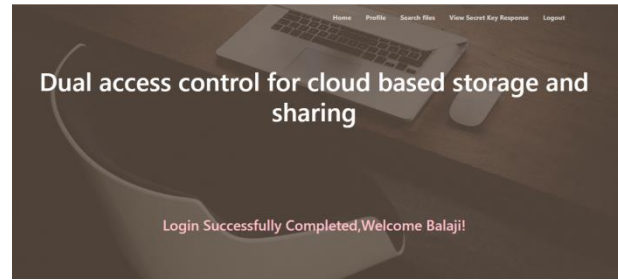 Home Profile Search files View Secret Key Response Logout
Dual access control for cloud based storage and
sharing
Login Successfully Completed,Welcome Balaji!